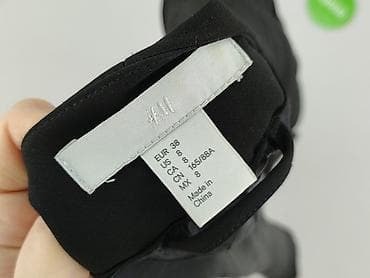 H&M
EUR 38
US 8
CA 8
CN 165/88A
MX 8
Made in
China